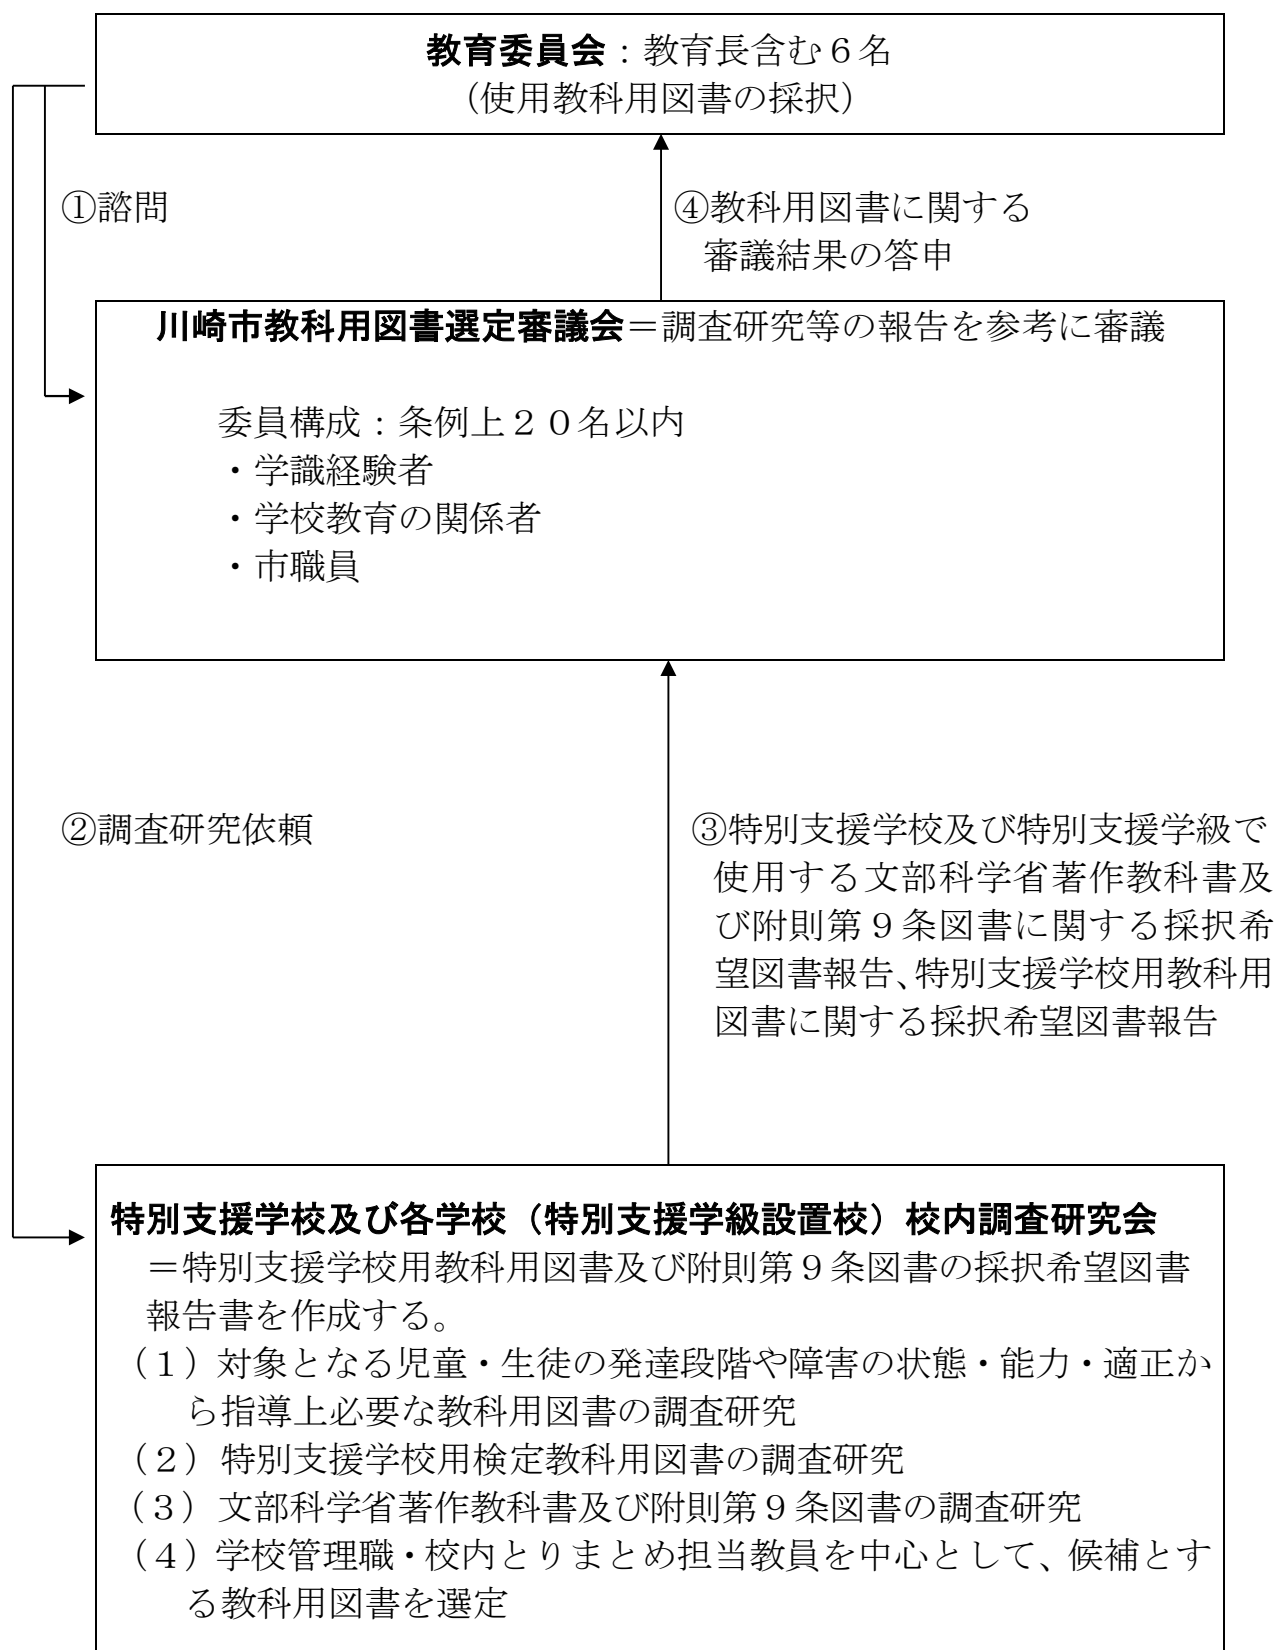 教育委員会：教育長含む６名
（使用教科用図書の採択）
①諮問
④教科用図書に関する
審議結果の答申
川崎市教科用図書選定審議会＝調査研究等の報告を参考に審議
委員構成：条例上２０名以内
・学識経験者
・学校教育の関係者
・市職員
②調査研究依頼
③特別支援学校及び特別支援学級で
使用する文部科学省著作教科書及
び附則第９条図書に関する採択希
望図書報告、特別支援学校用教科用
図書に関する採択希望図書報告
特別支援学校及び各学校（特別支援学級設置校）校内調査研究会
＝特別支援学校用教科用図書及び附則第９条図書の採択希望図書
報告書を作成する。
（１）対象となる児童・生徒の発達段階や障害の状態・能力・適正か
ら指導上必要な教科用図書の調査研究
（２）特別支援学校用検定教科用図書の調査研究
（３）文部科学省著作教科書及び附則第９条図書の調査研究
（４）学校管理職・校内とりまとめ担当教員を中心として、候補とす
る教科用図書を選定